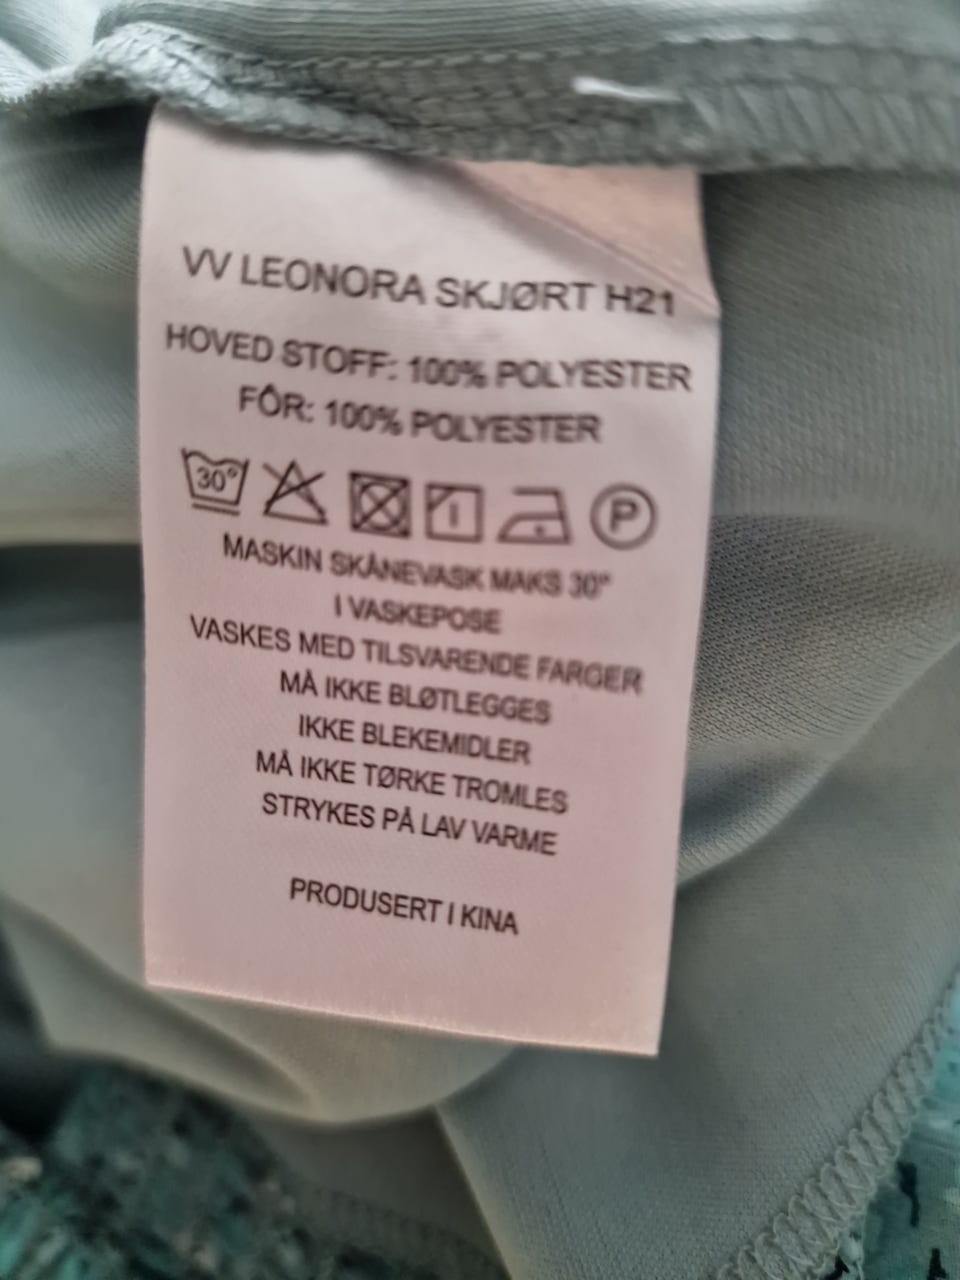 VV LEONORA SKJØRT H21
HOVED STOFF: 100% POLYESTER
FÔR: 100% POLYESTER
30° P
MASKIN SKÅNEVASK MAKS 30°
I VASKEPOSE
VASKES MED TILSVARENDE FARGER
MÅ IKKE BLØTLEGGES
IKKE BLEKEMIDLER
MÅ IKKE TØRKE TROMLES
STRYKES PÅ LAV VARME
PRODUSERT I KINA